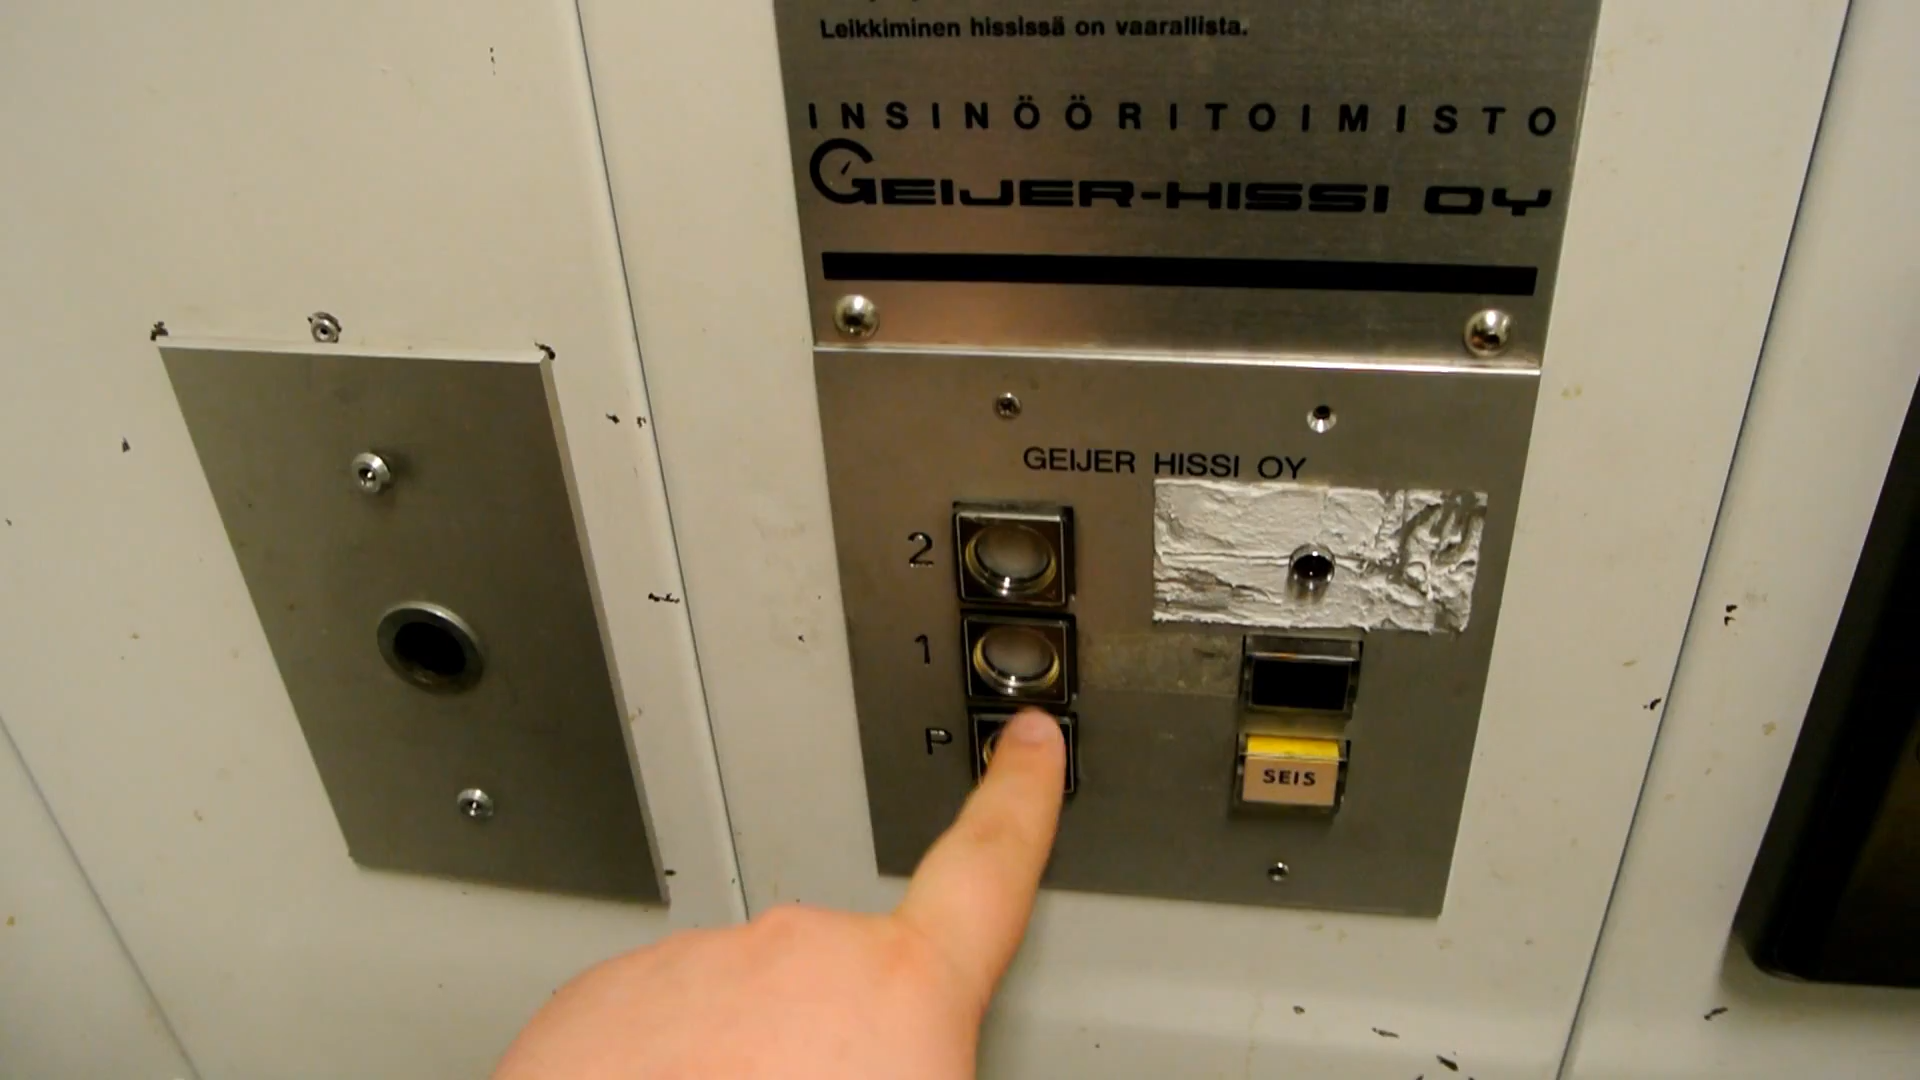 Leikkiminen hississä on vaarallista.
INSINÖÖRITOIMISTO
GEIJER-HISSI OY
GEIJER HISSI OY
2
1
P
SEIS